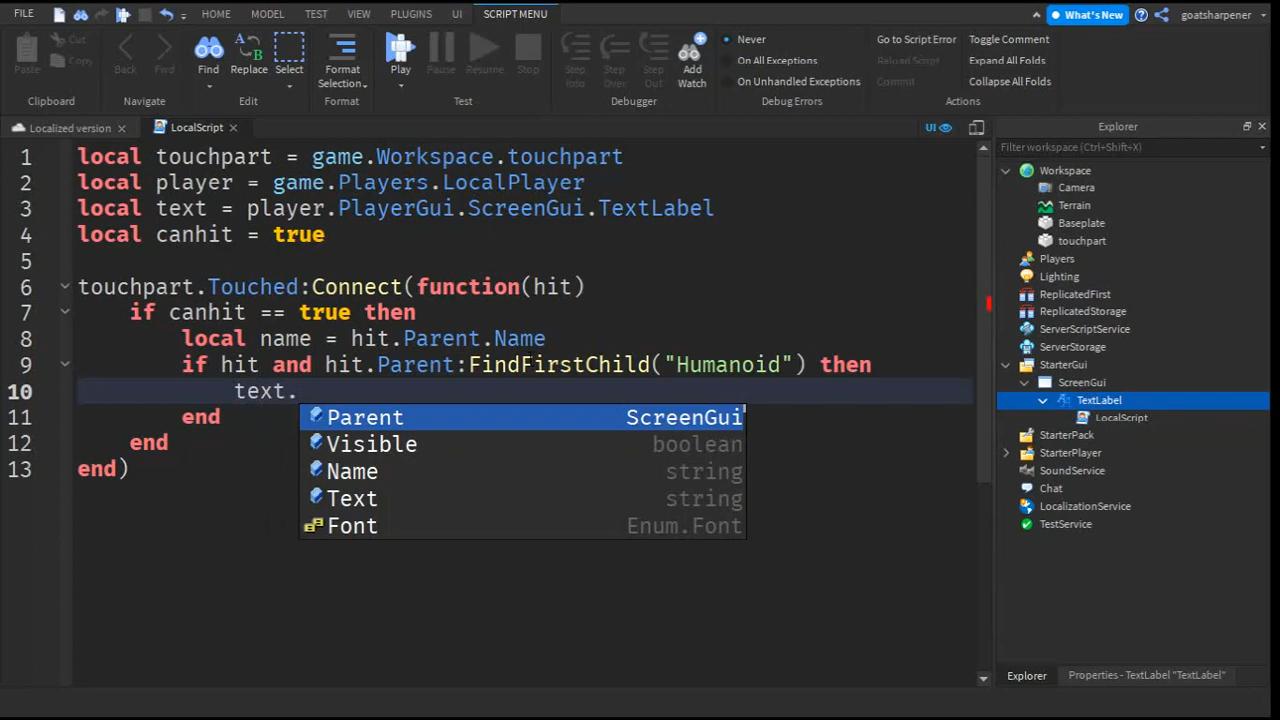 FILE HOME MODEL TEST VIEW PLUGINS UI SCRIPT MENU What's New goatsharpener
Paste Cut Copy Back Fwd Find Replace Select Format Selection Play Pause Resume Stop Step Into Step Over Step Out Add Watch Never On All Exceptions On Unhandled Exceptions Go to Script Error Reload Script Commit Toggle Comment Expand All Folds Collapse All Folds
Clipboard Navigate Edit Format Test Debugger Debug Errors Actions
Localized version LocalScript UI
1 local touchpart = game.Workspace.touchpart
2 local player = game.Players.LocalPlayer
3 local text = player.PlayerGui.ScreenGui.TextLabel
4 local canhit = true
5
6 touchpart.Touched:Connect(function(hit)
7 if canhit == true then
8 local name = hit.Parent.Name
9 if hit and hit.Parent:FindFirstChild("Humanoid") then
10 text.
11 end
12 end
13 end)
Parent ScreenGui
Visible boolean
Name string
Text string
Font Enum.Font
Explorer
Filter workspace (Ctrl+Shift+X)
Workspace
Camera
Terrain
Baseplate
touchpart
Players
Lighting
ReplicatedFirst
ReplicatedStorage
ServerScriptService
ServerStorage
StarterGui
ScreenGui
TextLabel
LocalScript
StarterPack
StarterPlayer
SoundService
Chat
LocalizationService
TestService
Explorer Properties - TextLabel "TextLabel"